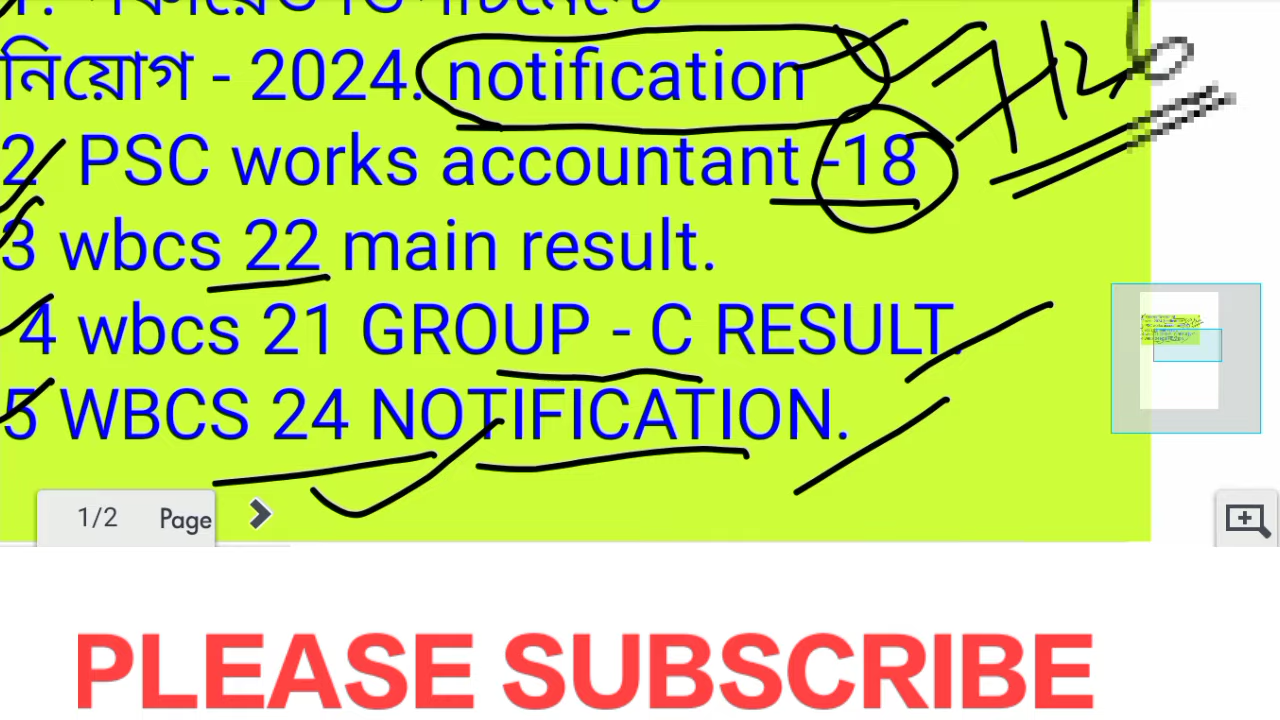 নিয়োগ - 2024. notification
2 PSC works accountant -18
3 wbcs 22 main result.
4 wbcs 21 GROUP - C RESULT.
5 WBCS 24 NOTIFICATION.
1/2 Page
PLEASE SUBSCRIBE